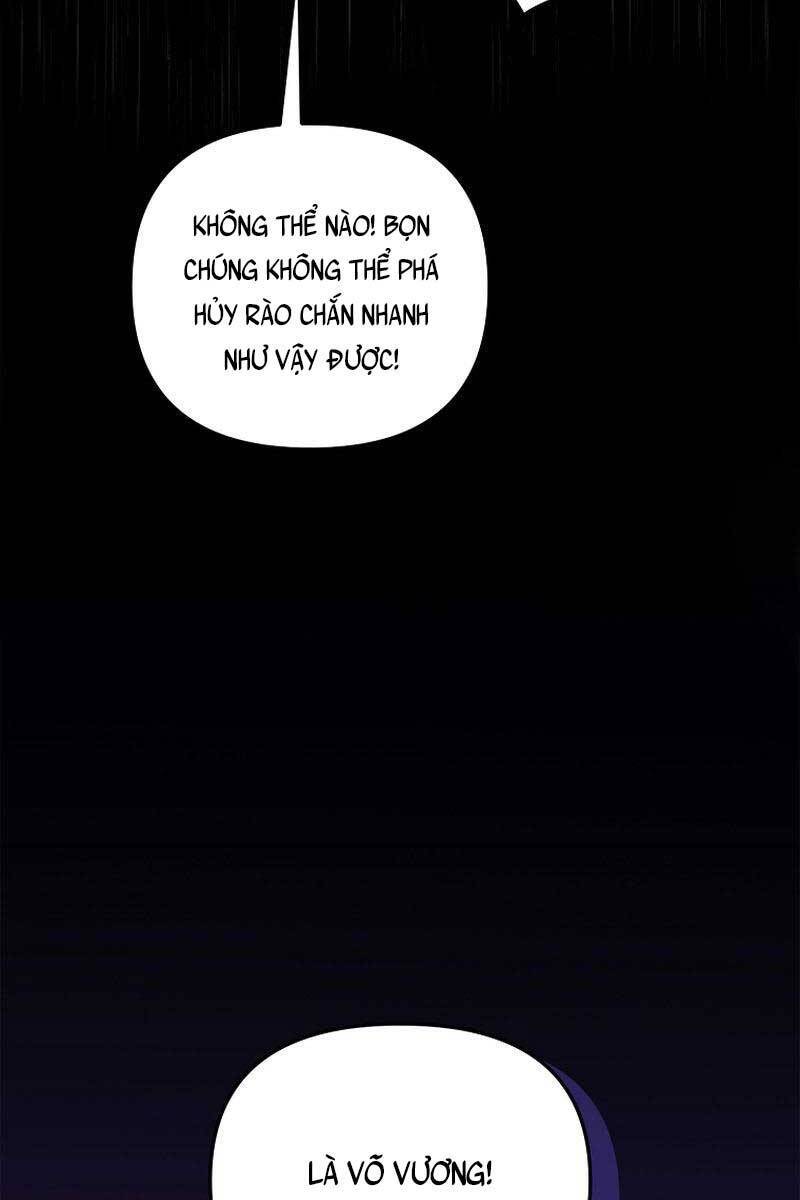 KHÔNG THỂ NÀO! BỌN
CHÚNG KHÔNG THỂ PHÁ
HỦY RÀO CHẮN NHANH
NHƯ VẬY ĐƯỢC!
LÀ VÕ VƯƠNG!